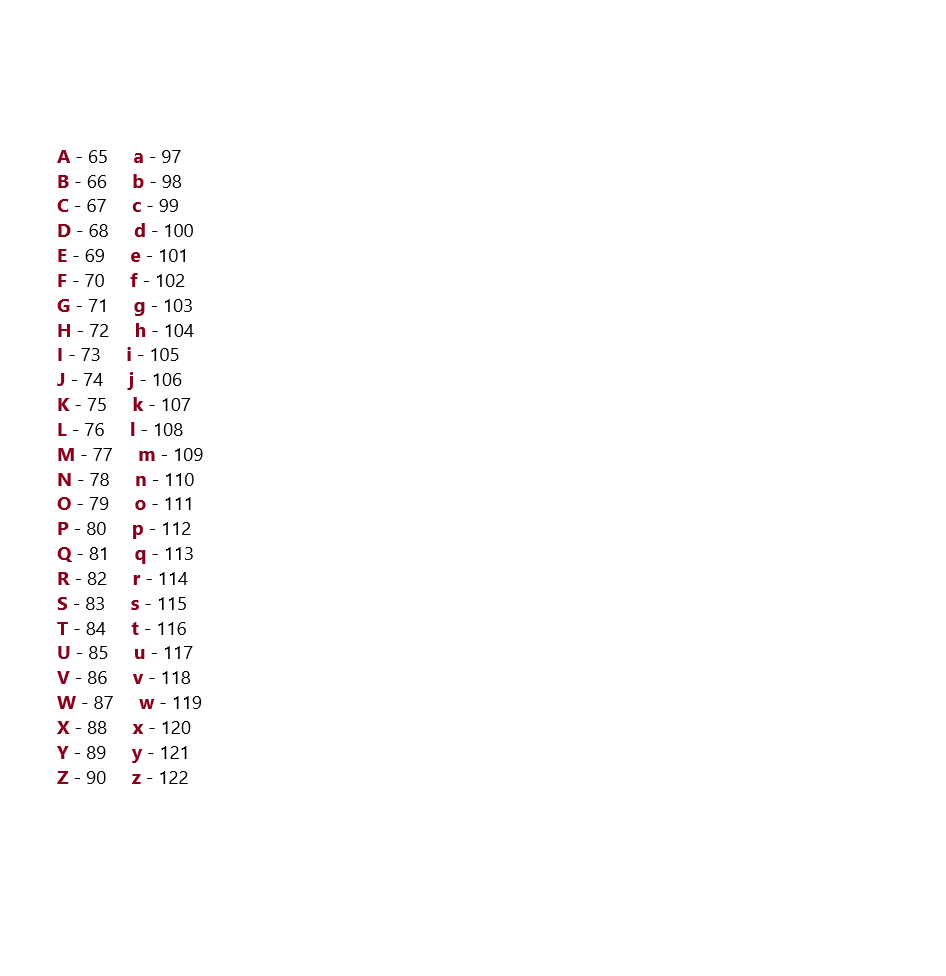 A - 65 a - 97
B - 66 b - 98
C - 67 c - 99
D - 68 d - 100
E - 69 e - 101
F - 70 f - 102
G - 71 g - 103
H - 72 h - 104
I - 73 i - 105
J - 74 j - 106
K - 75 k - 107
L - 76 l - 108
M - 77 m - 109
N - 78 n - 110
O - 79 o - 111
P - 80 p - 112
Q - 81 q - 113
R - 82 r - 114
S - 83 s - 115
T - 84 t - 116
U - 85 u - 117
V - 86 v - 118
W - 87 w - 119
X - 88 x - 120
Y - 89 y - 121
Z - 90 z - 122